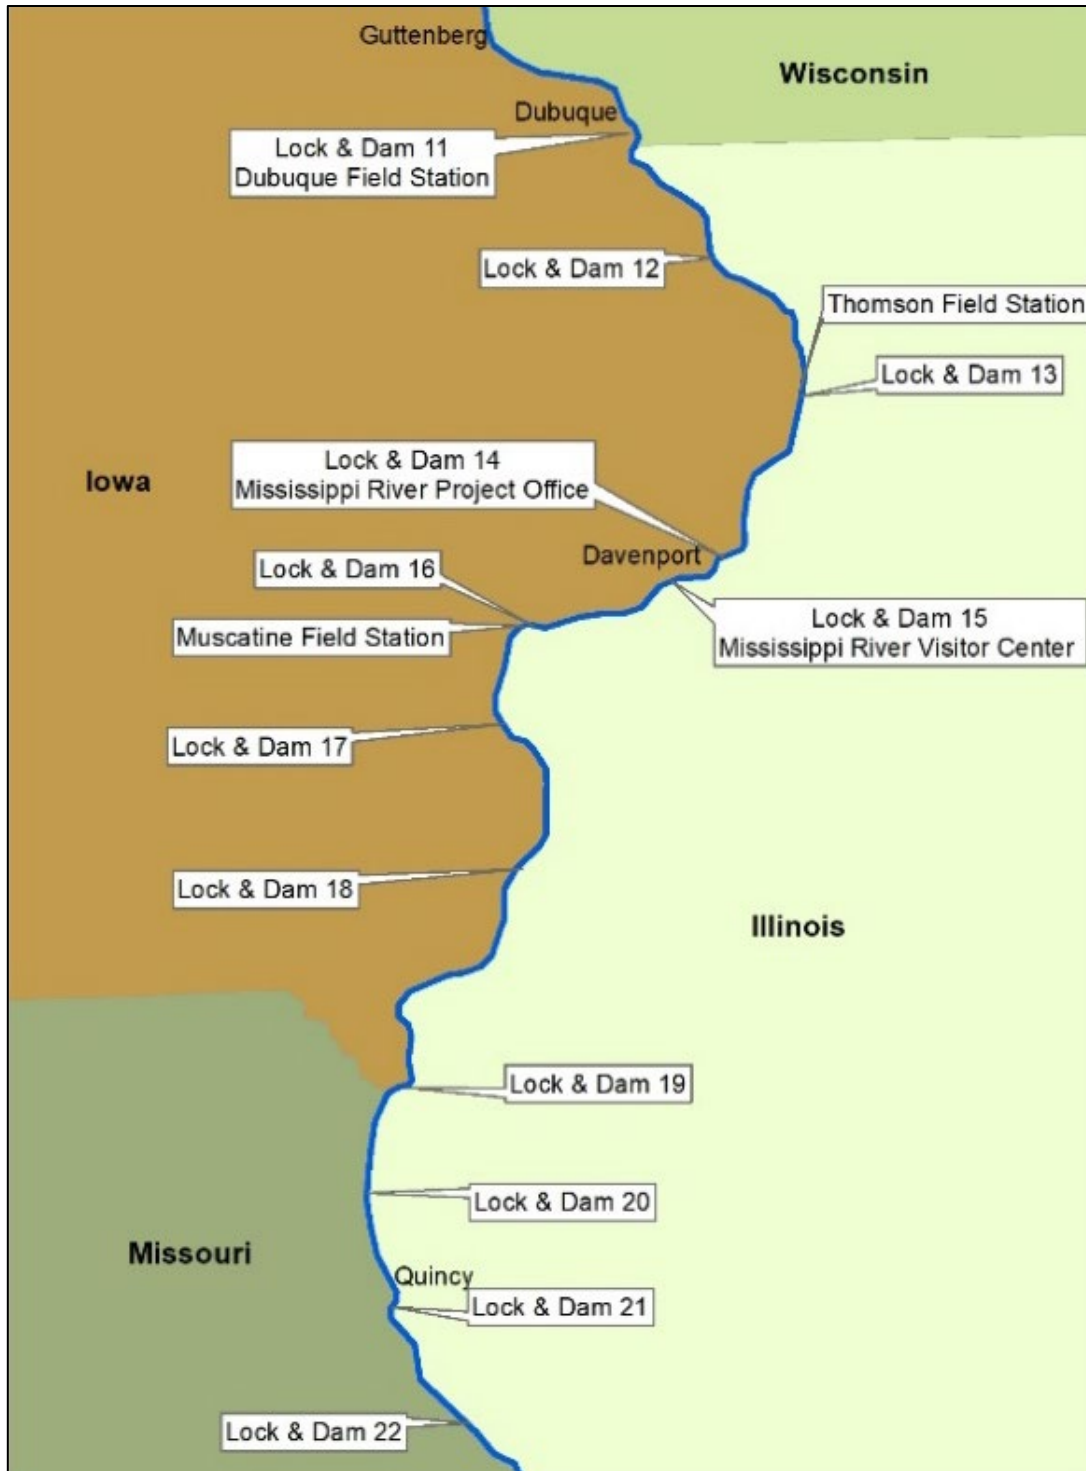 Guttenberg
Wisconsin
Dubuque
Lock & Dam 11
Dubuque Field Station
Lock & Dam 12
Thomson Field Station
Lock & Dam 13
Lock & Dam 14
Mississippi River Project Office
Iowa
Davenport
Lock & Dam 16
Lock & Dam 15
Mississippi River Visitor Center
Muscatine Field Station
Lock & Dam 17
Lock & Dam 18
Illinois
Lock & Dam 19
Lock & Dam 20
Missouri
Quincy
Lock & Dam 21
Lock & Dam 22